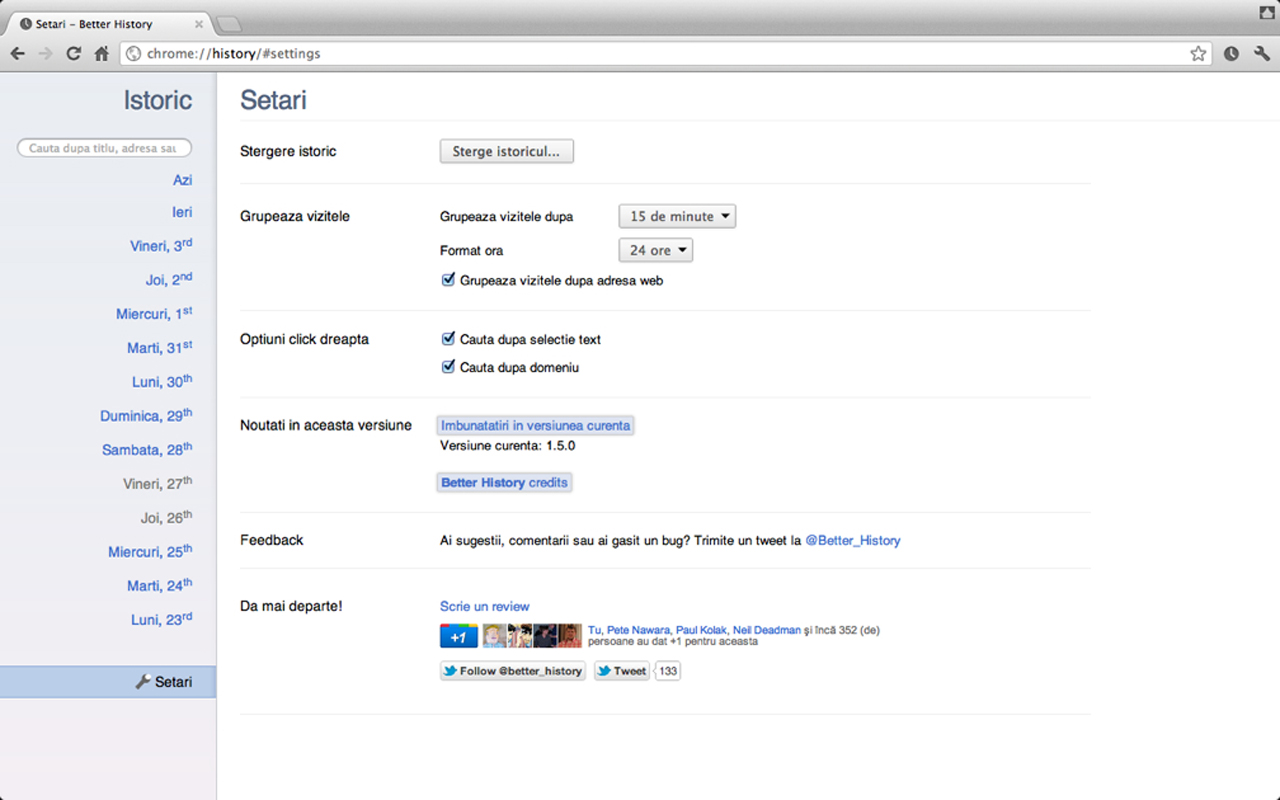 Setari – Better History
chrome://history/#settings
Istoric
Cauta dupa titlu, adresa sau
Azi
Ieri
Vineri, 3rd
Joi, 2nd
Miercuri, 1st
Marti, 31st
Luni, 30th
Duminica, 29th
Sambata, 28th
Vineri, 27th
Joi, 26th
Miercuri, 25th
Marti, 24th
Luni, 23rd
Setari
Setari
Stergere istoric
Sterge istoricul...
Grupeaza vizitele
Grupeaza vizitele dupa
15 de minute
Format ora
24 ore
Grupeaza vizitele dupa adresa web
Optiuni click dreapta
Cauta dupa selectie text
Cauta dupa domeniu
Noutati in aceasta versiune
Imbunatatiri in versiunea curenta
Versiune curenta: 1.5.0
Better History credits
Feedback
Ai sugestii, comentarii sau ai gasit un bug? Trimite un tweet la @Better_History
Da mai departe!
Scrie un review
+1
Tu, Pete Nawara, Paul Kolak, Neil Deadman şi încă 352 (de)
persoane au dat +1 pentru aceasta
Follow @better_history
Tweet
133